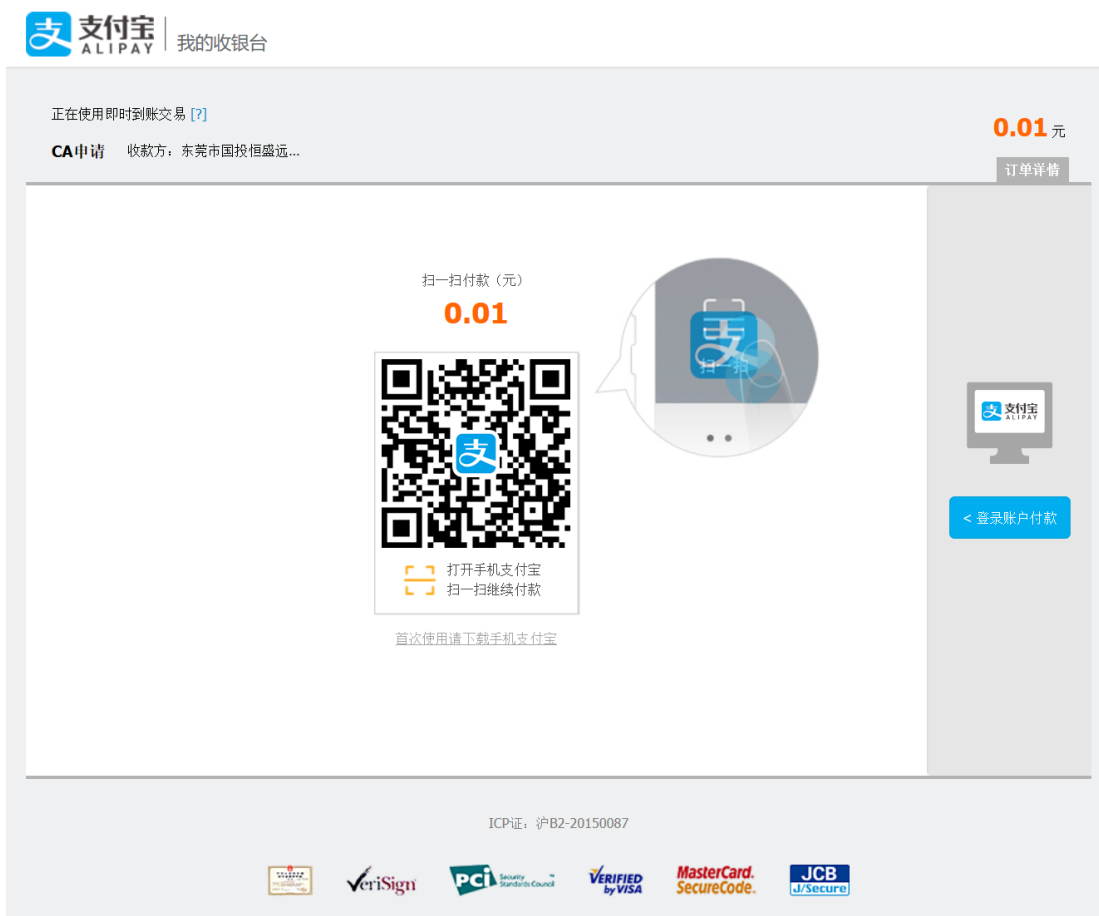 支 支付宝 ALIPAY 我的收银台
正在使用即时到账交易 [?]
0.01 元
CA申请 收款方：东莞市国投恒盛远...
订单详情
扫一扫付款（元）
0.01
支
扫一扫
支
支 支付宝 ALIPAY
< 登录账户付款
打开手机支付宝
扫一扫继续付款
首次使用请下载手机支付宝
ICP证：沪B2-20150087
VeriSign
PCi Security Standards Council
VERIFIED by VISA
MasterCard. SecureCode.
JCB J/Secure